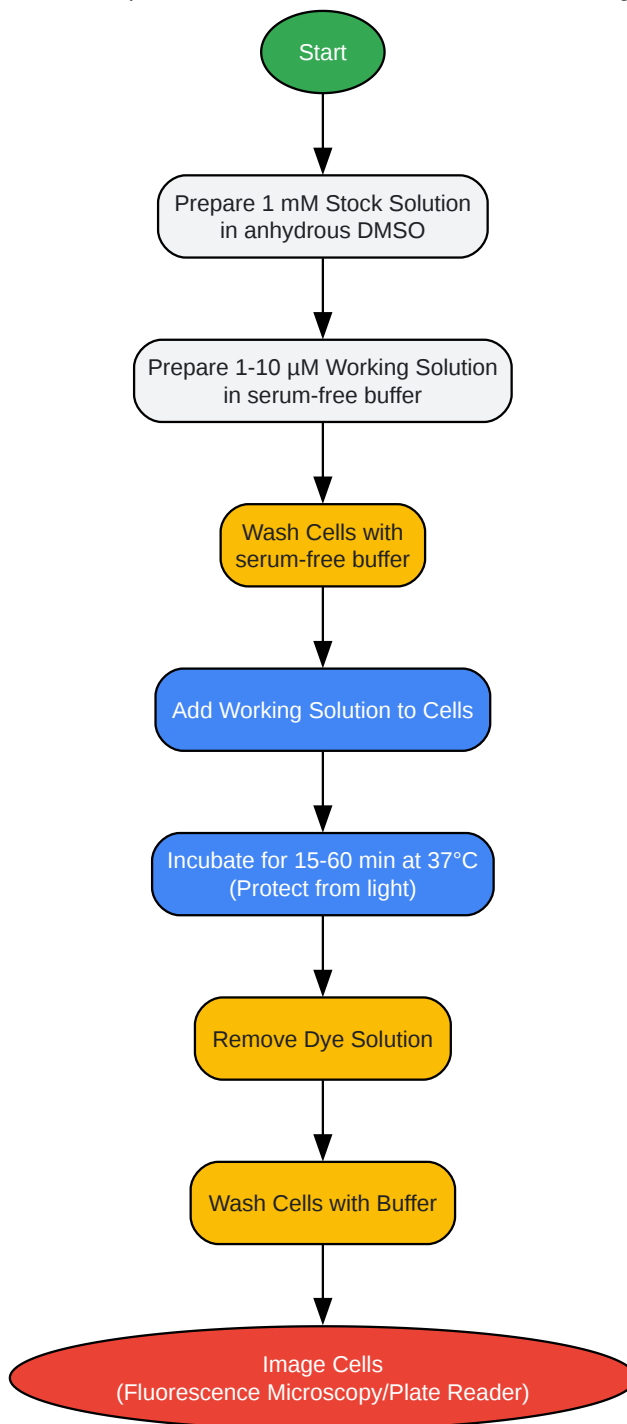 Start
Prepare 1 mM Stock Solution
in anhydrous DMSO
Prepare 1-10 µM Working Solution
in serum-free buffer
Wash Cells with
serum-free buffer
Add Working Solution to Cells
Incubate for 15-60 min at 37°C
(Protect from light)
Remove Dye Solution
Wash Cells with Buffer
Image Cells
(Fluorescence Microscopy/Plate Reader)